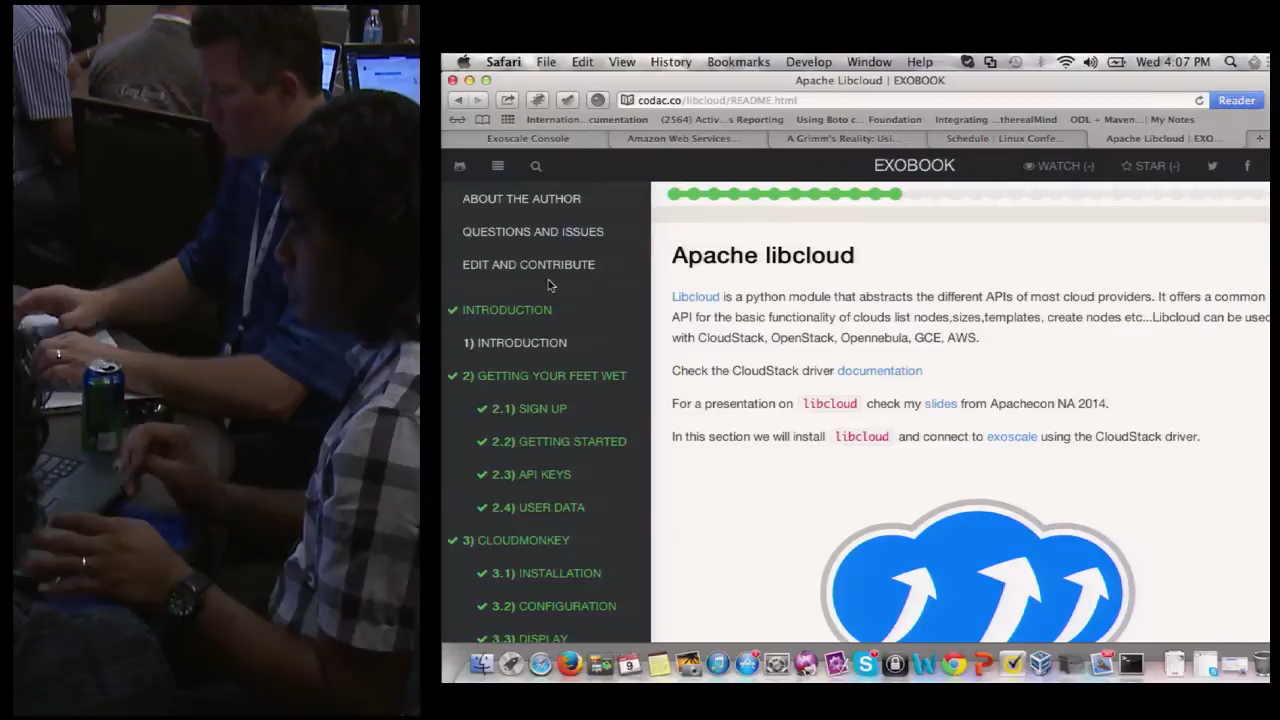 Safari File Edit View History Bookmarks Develop Window Help Wed 4:07 PM
Apache Libcloud | EXOBOOK
codac.co/libcloud/README.html
Reader
Internation...cumentation (2564) Activ...s Reporting Using Boto c... Foundation Integrating ...therealMind ODL + Maven... | My Notes
Exoscale Console Amazon Web Services... A Grimm's Reality: Usi... Schedule | Linux Confe... Apache Libcloud | EXO...
EXOBOOK WATCH (-) STAR (-)
ABOUT THE AUTHOR
QUESTIONS AND ISSUES
EDIT AND CONTRIBUTE
INTRODUCTION
1) INTRODUCTION
2) GETTING YOUR FEET WET
2.1) SIGN UP
2.2) GETTING STARTED
2.3) API KEYS
2.4) USER DATA
3) CLOUDMONKEY
3.1) INSTALLATION
3.2) CONFIGURATION
3.3) DISPLAY
Apache libcloud
Libcloud is a python module that abstracts the different APIs of most cloud providers. It offers a common
API for the basic functionality of clouds list nodes,sizes,templates, create nodes etc...Libcloud can be used
with CloudStack, OpenStack, Opennebula, GCE, AWS.
Check the CloudStack driver documentation
For a presentation on libcloud check my slides from Apachecon NA 2014.
In this section we will install libcloud and connect to exoscale using the CloudStack driver.